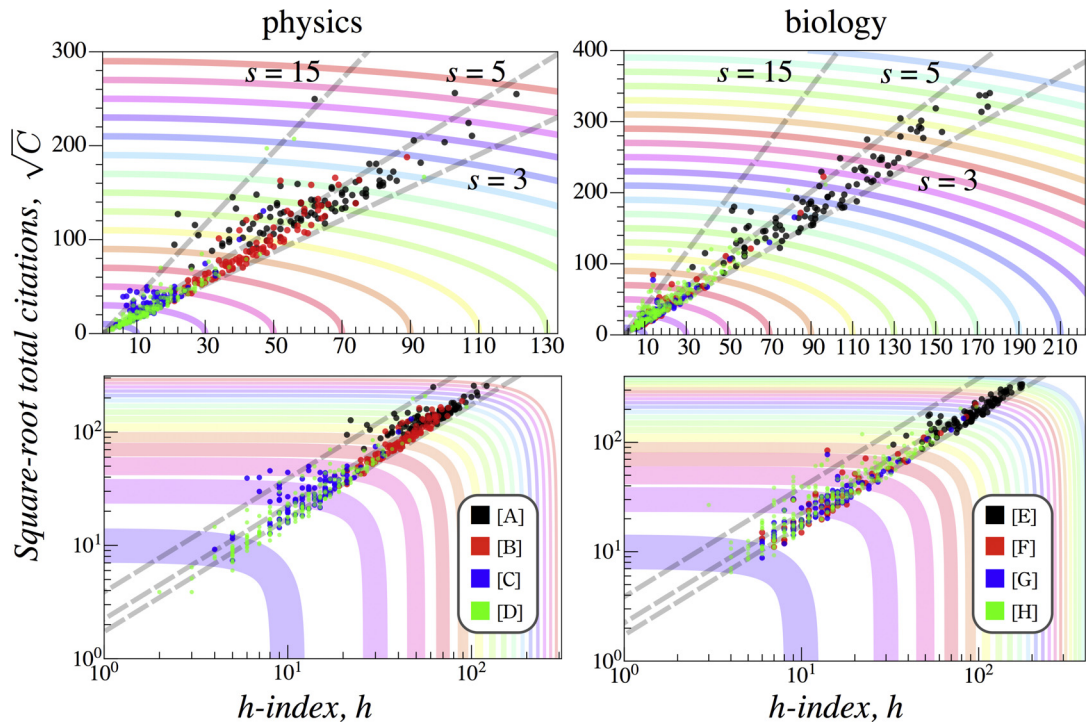 physics
biology
300
200
100
0
s = 15
s = 5
s = 3
10 30 50 70 90 110 133
400
300
200
100
0
s = 15
s = 5
s = 3
10 30 50 70 90 110 130 150 170 190 210
Square-root total citations, √C
10²
10¹
10⁰
10⁰ 10¹ 10²
[A]
[B]
[C]
[D]
h-index, h
10²
10¹
10⁰
10⁰ 10¹ 10²
[E]
[F]
[G]
[H]
h-index, h